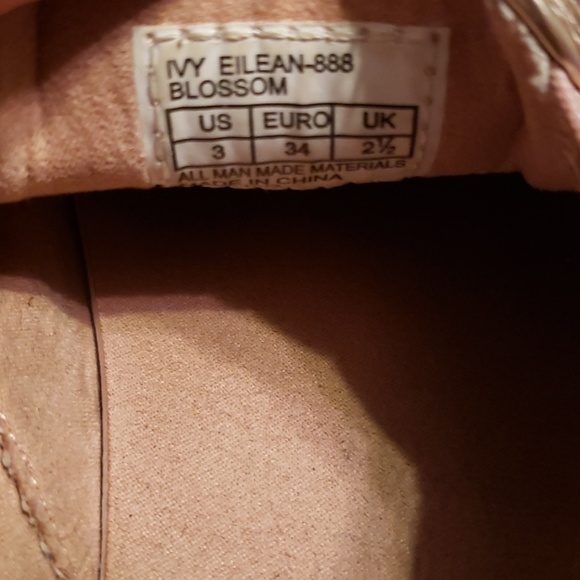 IVY EILEAN-888
BLOSSOM
US EURO UK
3 34 2½
ALL MAN MADE MATERIALS
MADE IN CHINA